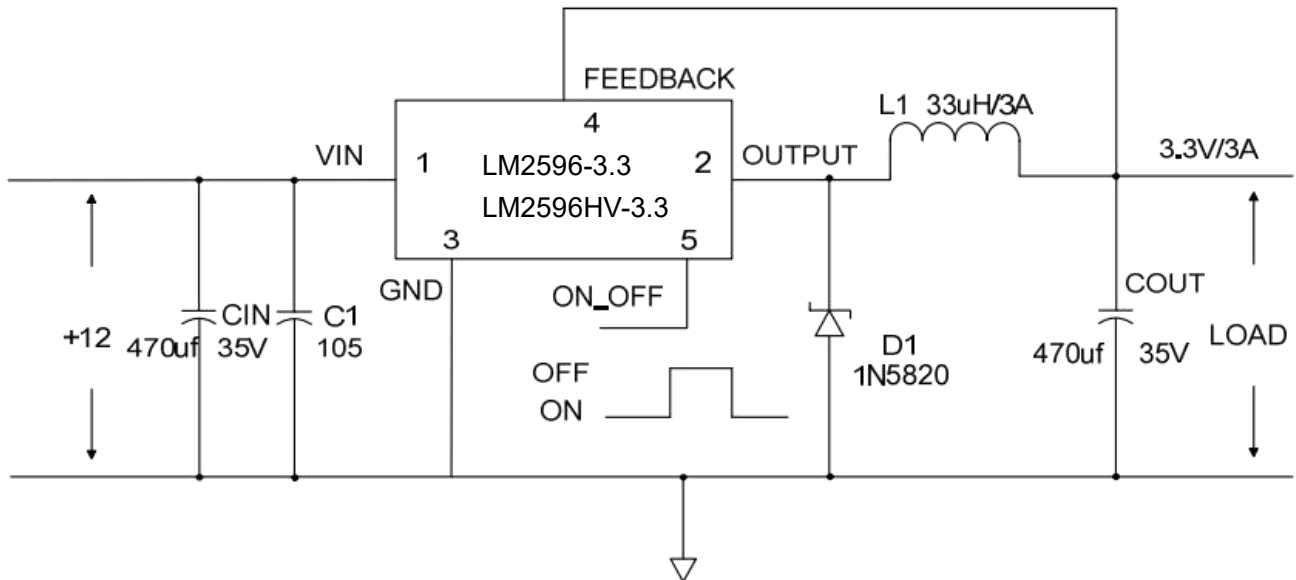 FEEDBACK
L1 33uH/3A
4
VIN
1
LM2596-3.3
2
OUTPUT
3.3V/3A
LM2596HV-3.3
3
5
GND
ON_OFF
COUT
+12
470uf
CIN
35V
C1
105
D1
1N5820
470uf
35V
LOAD
OFF
ON